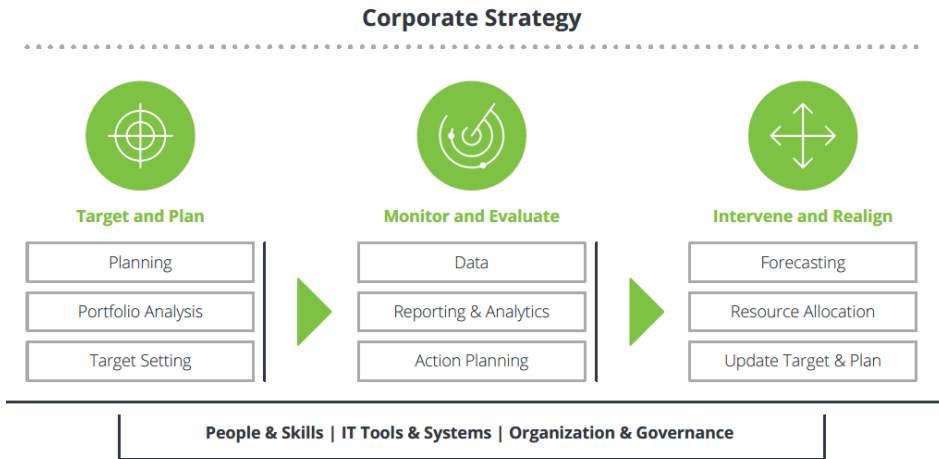 Corporate Strategy
Target and Plan
Planning
Portfolio Analysis
Target Setting
Monitor and Evaluate
Data
Reporting & Analytics
Action Planning
Intervene and Realign
Forecasting
Resource Allocation
Update Target & Plan
People & Skills | IT Tools & Systems | Organization & Governance